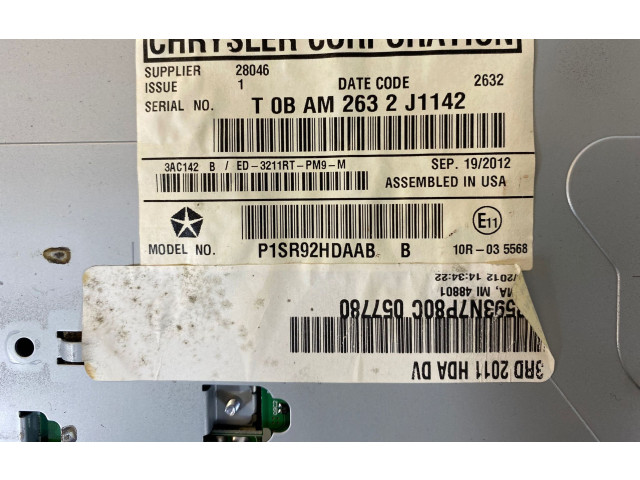 CHRYSLER CORPORATION
SUPPLIER 28046
ISSUE 1 DATE CODE 2632
SERIAL NO. T 0B AM 263 2 J1142
3AC142 B / ED-3211RT-PM9-M SEP. 19/2012
ASSEMBLED IN USA
E11
MODEL NO. P1SR92HDAAB B 10R-03 5568
3RD 2011 HDA DV
593N7P80C 057780
MA, MI 48801
/2012 14:34:22